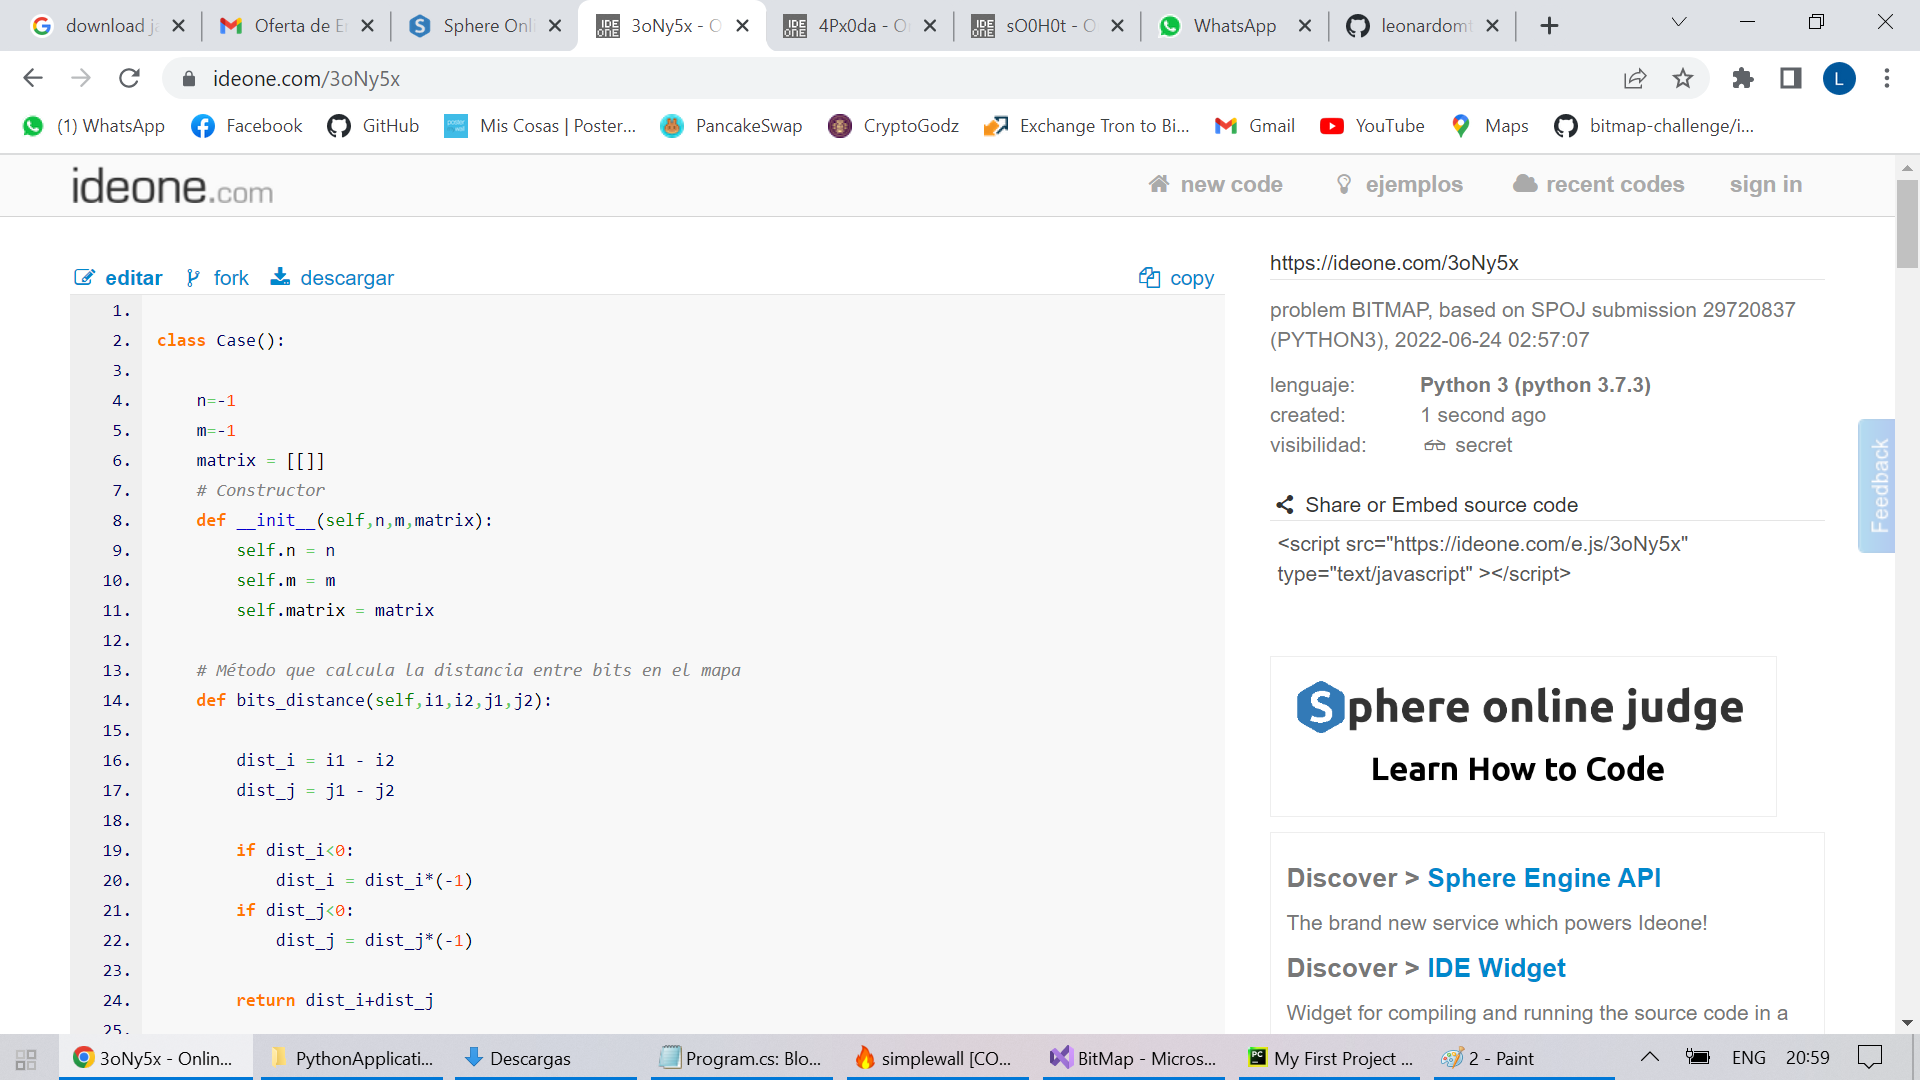 download ja
Oferta de E
Sphere Onli
3oNy5x - O
4Px0da - O
sO0H0t - O
WhatsApp
leonardomt
ideone.com/3oNy5x
L
(1) WhatsApp
Facebook
GitHub
Mis Cosas | Poster...
PancakeSwap
CryptoGodz
Exchange Tron to Bi...
Gmail
YouTube
Maps
bitmap-challenge/i...
ideone.com
new code
ejemplos
recent codes
sign in
editar
fork
descargar
copy
1.
2. class Case():
3.
4. n=-1
5. m=-1
6. matrix = [[]]
7. # Constructor
8. def __init__(self,n,m,matrix):
9. self.n = n
10. self.m = m
11. self.matrix = matrix
12.
13. # Método que calcula la distancia entre bits en el mapa
14. def bits_distance(self,i1,i2,j1,j2):
15.
16. dist_i = i1 - i2
17. dist_j = j1 - j2
18.
19. if dist_i<0:
20. dist_i = dist_i*(-1)
21. if dist_j<0:
22. dist_j = dist_j*(-1)
23.
24. return dist_i+dist_j
25.
https://ideone.com/3oNy5x
problem BITMAP, based on SPOJ submission 29720837
(PYTHON3), 2022-06-24 02:57:07
lenguaje: Python 3 (python 3.7.3)
created: 1 second ago
visibilidad: secret
Share or Embed source code
<script src="https://ideone.com/e.js/3oNy5x"
type="text/javascript" ></script>
Feedback
Sphere online judge
Learn How to Code
Discover > Sphere Engine API
The brand new service which powers Ideone!
Discover > IDE Widget
Widget for compiling and running the source code in a
3oNy5x - Onlin...
PythonApplicati...
Descargas
Program.cs: Blo...
simplewall [CO...
BitMap - Micros...
My First Project ...
2 - Paint
ENG
20:59